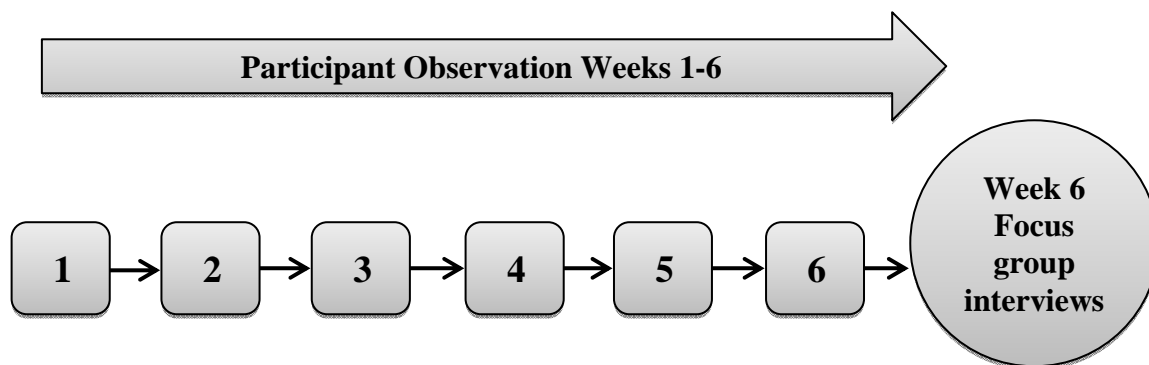 Participant Observation Weeks 1-6
1
2
3
4
5
6
Week 6
Focus
group
interviews